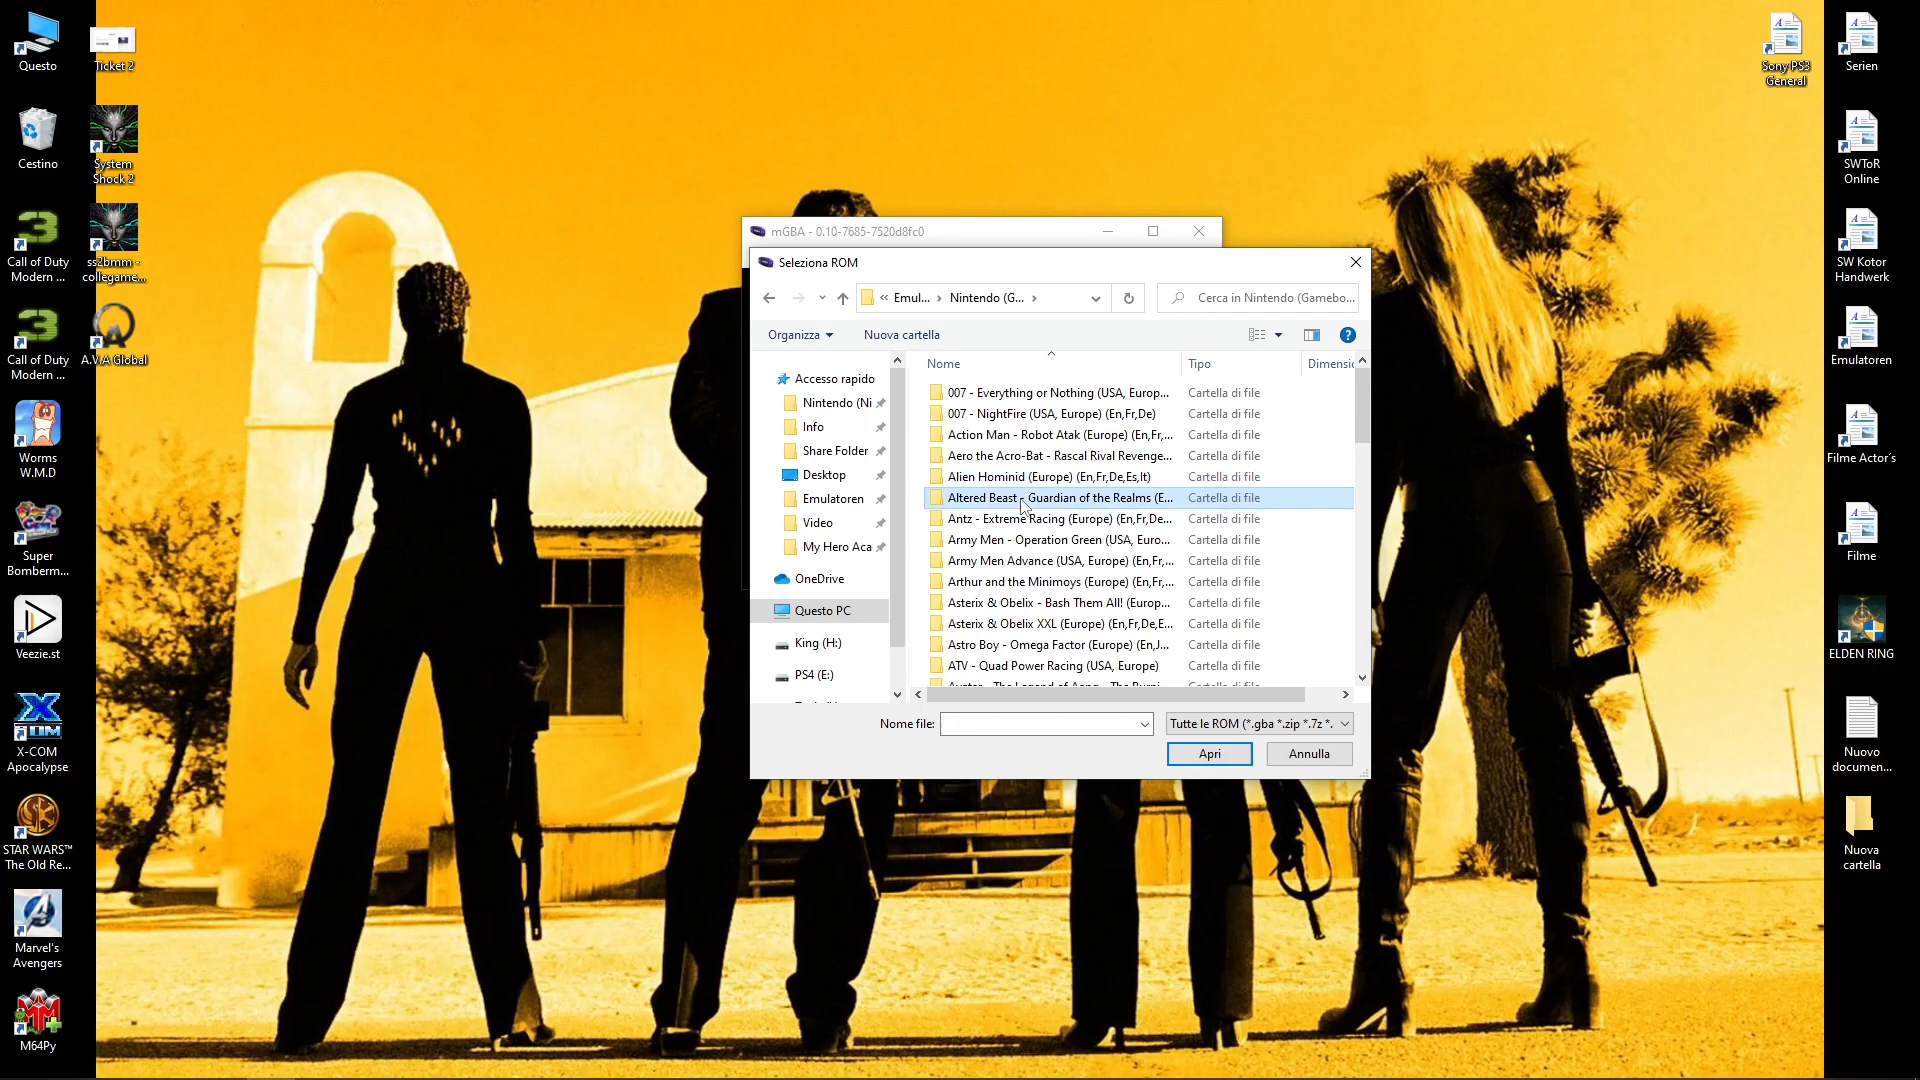 Questo
Ticket 2
Cestino
System
Shock 2
Call of Duty
Modern ...
ss2bmm -
collegame...
Call of Duty
Modern ...
A.V.A Global
Worms
W.M.D
Super
Bomberm...
Veezie.st
X-COM
Apocalypse
STAR WARS™
The Old Re...
Marvel's
Avengers
M64Py
mGBA - 0.10-7685-7520d8fc0
Seleziona ROM
« Emul... › Nintendo (G... ›
Cerca in Nintendo (Gamebo...
Organizza
Nuova cartella
Accesso rapido
Nintendo (Ni
Info
Share Folder
Desktop
Emulatoren
Video
My Hero Aca
OneDrive
Questo PC
King (H:)
PS4 (E:)
Nome Tipo Dimensic
007 - Everything or Nothing (USA, Europ... Cartella di file
007 - NightFire (USA, Europe) (En,Fr,De) Cartella di file
Action Man - Robot Atak (Europe) (En,Fr,... Cartella di file
Aero the Acro-Bat - Rascal Rival Revenge... Cartella di file
Alien Hominid (Europe) (En,Fr,De,Es,It) Cartella di file
Altered Beast - Guardian of the Realms (E... Cartella di file
Antz - Extreme Racing (Europe) (En,Fr,De... Cartella di file
Army Men - Operation Green (USA, Euro... Cartella di file
Army Men Advance (USA, Europe) (En,Fr,... Cartella di file
Arthur and the Minimoys (Europe) (En,Fr,... Cartella di file
Asterix & Obelix - Bash Them All! (Europ... Cartella di file
Asterix & Obelix XXL (Europe) (En,Fr,De,E... Cartella di file
Astro Boy - Omega Factor (Europe) (En,J... Cartella di file
ATV - Quad Power Racing (USA, Europe) Cartella di file
Nome file:
Tutte le ROM (*.gba *.zip *.7z *.
Apri
Annulla
Sony PS3
General
Serien
SWToR
Online
SW Kotor
Handwerk
Emulatoren
Filme Actor´s
Filme
ELDEN RING
Nuovo
documen...
Nuova
cartella